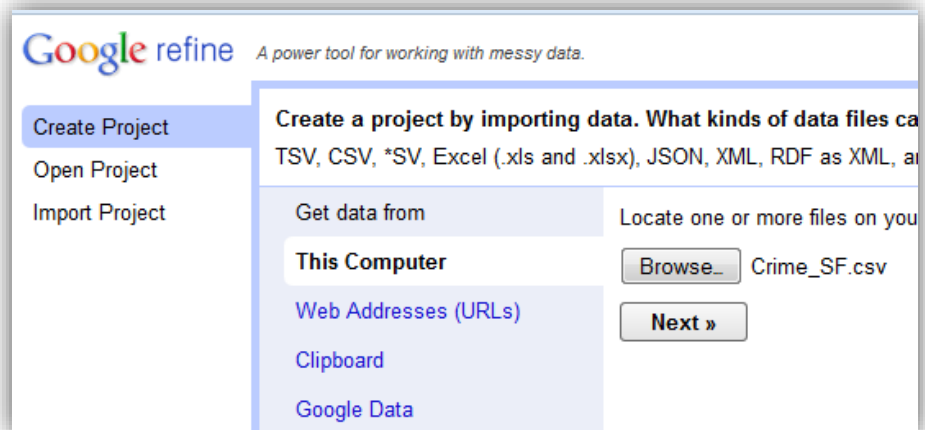 Google refine A power tool for working with messy data.
Create Project
Open Project
Import Project
Create a project by importing data. What kinds of data files ca
TSV, CSV, *SV, Excel (.xls and .xlsx), JSON, XML, RDF as XML, a
Get data from
This Computer
Web Addresses (URLs)
Clipboard
Google Data
Locate one or more files on you
Browse... Crime_SF.csv
Next »